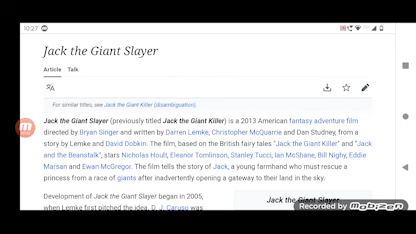 10:27
Jack the Giant Slayer
Article Talk
For similar titles, see Jack the Giant Killer (disambiguation)
Jack the Giant Slayer (previously titled Jack the Giant Killer) is a 2013 American fantasy adventure film
directed by Bryan Singer and written by Darren Lemke, Christopher McQuarrie and Dan Studney, from a
story by Lemke and David Dobkin. The film, based on the British fairy tales "Jack the Giant Killer" and "Jack
and the Beanstalk", stars Nicholas Hoult, Eleanor Tomlinson, Stanley Tucci, Ian McShane, Bill Nighy, Eddie
Marsan and Ewan McGregor. The film tells the story of Jack, a young farmhand who must rescue a
princess from a race of giants after inadvertently opening a gateway to their land in the sky.
Development of Jack the Giant Slayer began in 2005,
when Lemke first pitched the idea. D. J. Caruso was
Jack the Giant Slayer
Recorded by mobizen